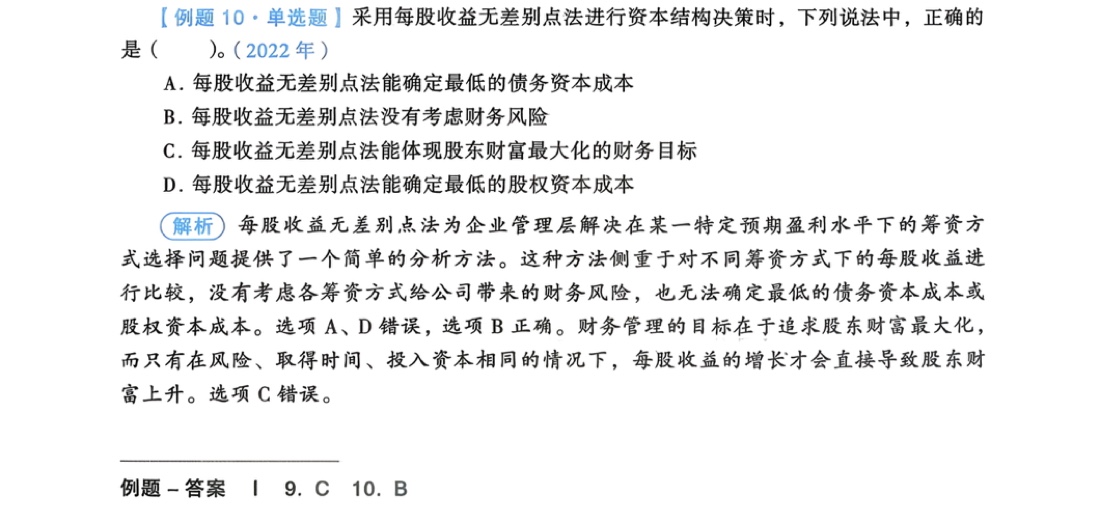 【例题 10·单选题】采用每股收益无差别点法进行资本结构决策时，下列说法中，正确的
是（　　）。（2022 年）
A. 每股收益无差别点法能确定最低的债务资本成本
B. 每股收益无差别点法没有考虑财务风险
C. 每股收益无差别点法能体现股东财富最大化的财务目标
D. 每股收益无差别点法能确定最低的股权资本成本
解析 每股收益无差别点法为企业管理层解决在某一特定预期盈利水平下的筹资方
式选择问题提供了一个简单的分析方法。这种方法侧重于对不同筹资方式下的每股收益进
行比较，没有考虑各筹资方式给公司带来的财务风险，也无法确定最低的债务资本成本或
股权资本成本。选项 A、D 错误，选项 B 正确。财务管理的目标在于追求股东财富最大化，
而只有在风险、取得时间、投入资本相同的情况下，每股收益的增长才会直接导致股东财
富上升。选项 C 错误。
例题－答案 | 9. C 10. B